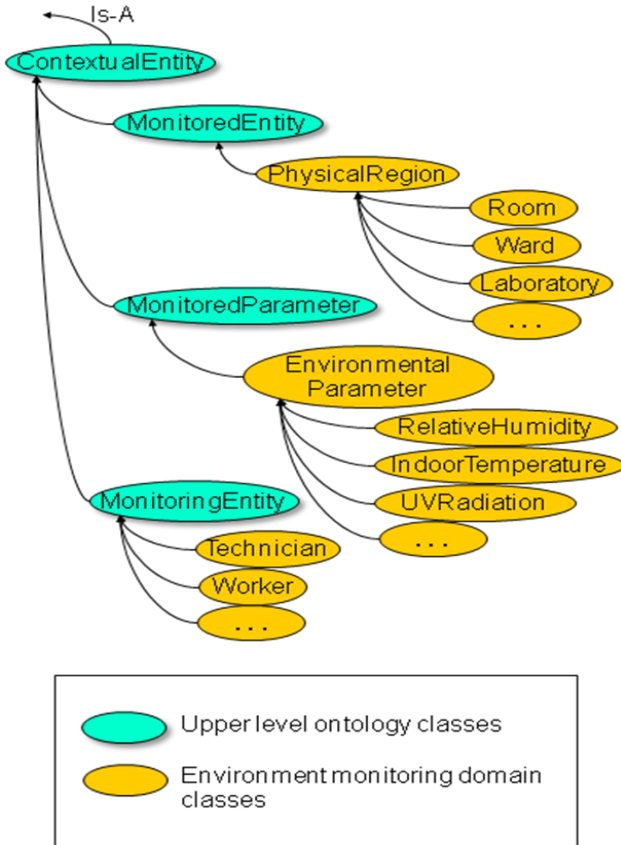 Is-A
ContextualEntity
MonitoredEntity
PhysicalRegion
Room
Ward
Laboratory
...
MonitoredParameter
Environmental
Parameter
RelativeHumidity
IndoorTemperature
UVRadiation
...
MonitoringEntity
Technician
Worker
...
Upper level ontology classes
Environment monitoring domain
classes